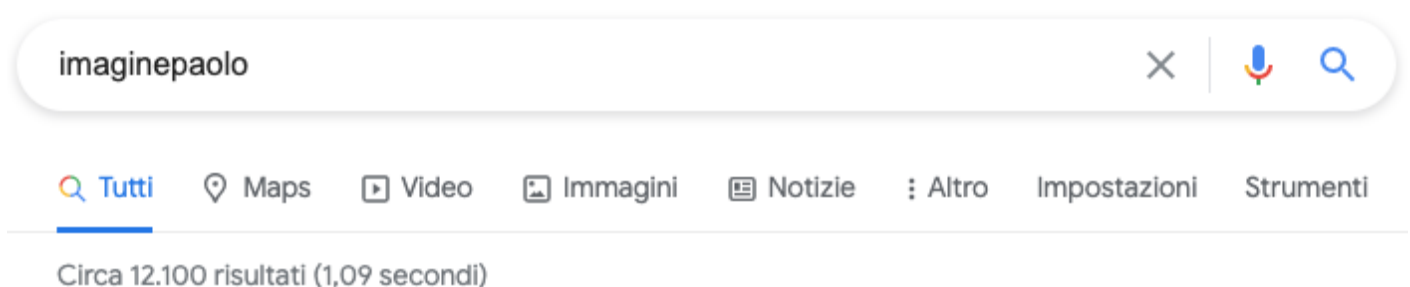 imaginepaolo
Tutti Maps Video Immagini Notizie Altro Impostazioni Strumenti
Circa 12.100 risultati (1,09 secondi)